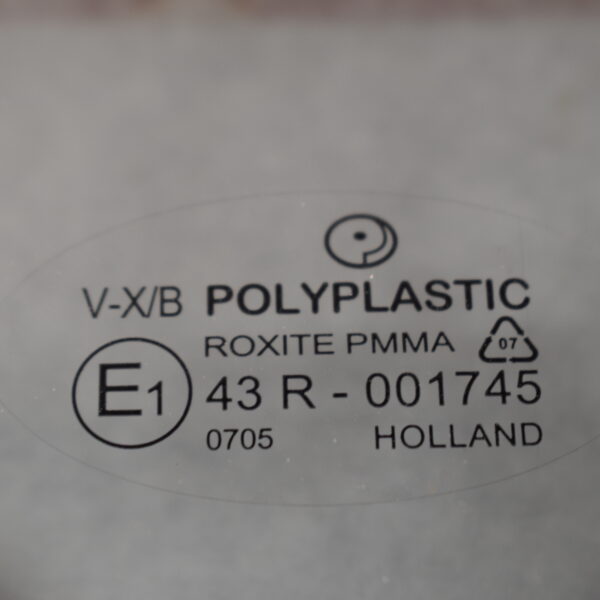 V-X/B POLYPLASTIC
ROXITE PMMA 07
E1 43 R - 001745
0705 HOLLAND